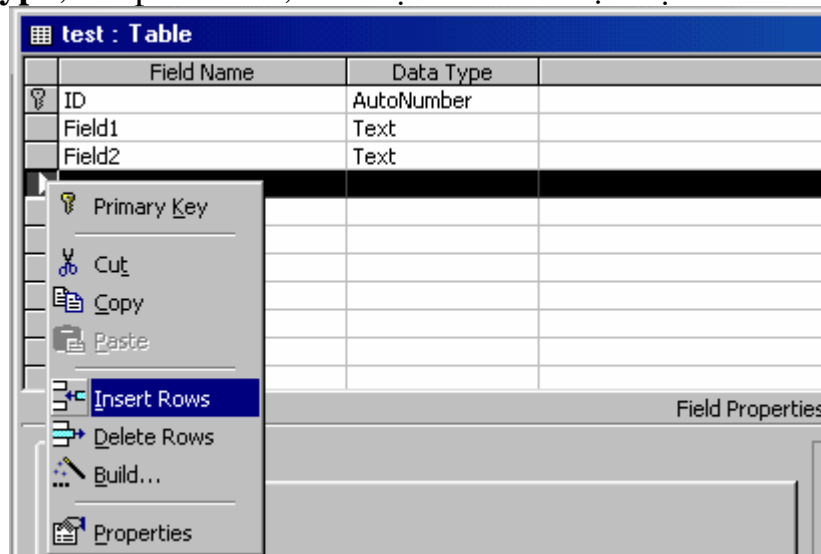 test : Table
Field Name Data Type
ID AutoNumber
Field1 Text
Field2 Text
Primary Key
Cut
Copy
Paste
Insert Rows
Field Properties
Delete Rows
Build...
Properties